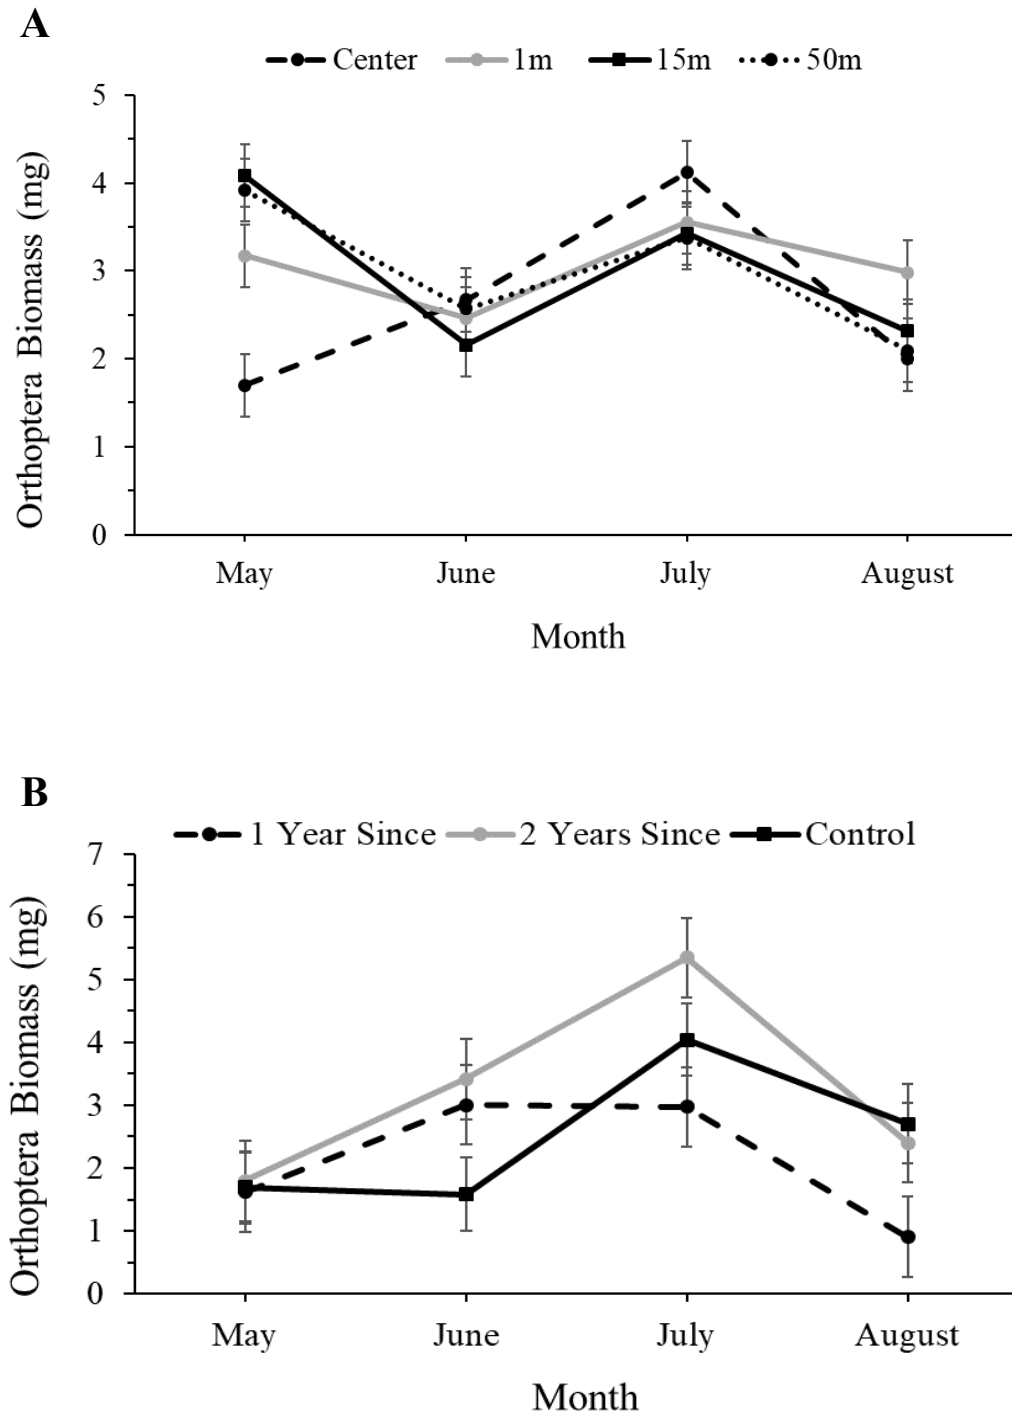 A
Center 1m 15m 50m
5
4
3
2
1
0
Orthoptera Biomass (mg)
May June July August
Month
B
1 Year Since 2 Years Since Control
7
6
5
4
3
2
1
0
Orthoptera Biomass (mg)
May June July August
Month